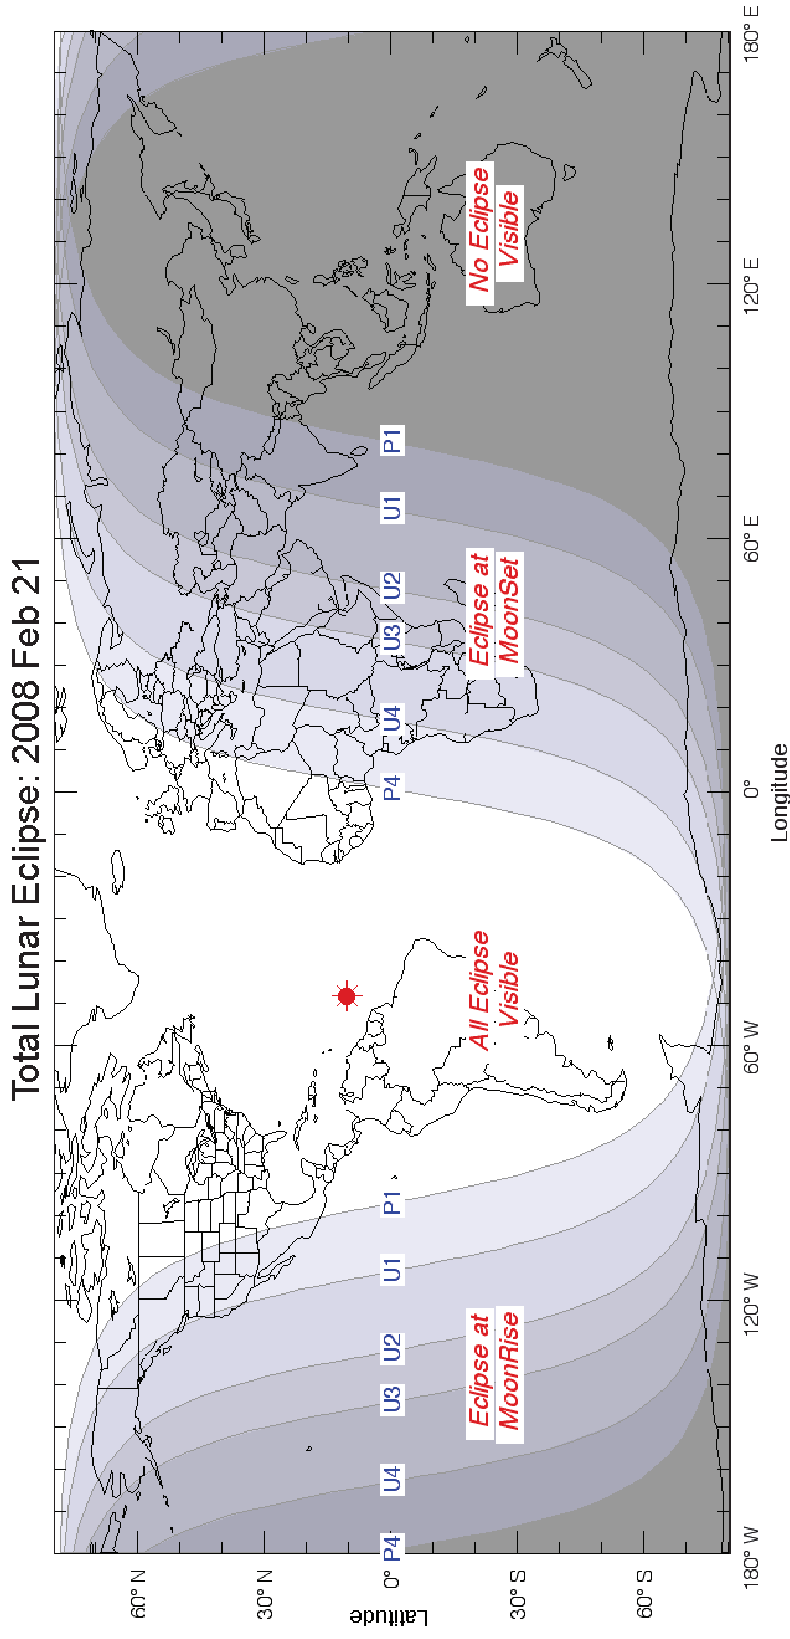 Total Lunar Eclipse: 2008 Feb 21
60° N
30° N
0°
30° S
60° S
Latitude
P4
U4
U3
U2
U1
P1
P4
U4
U3
U2
U1
P1
Eclipse at
MoonRise
All Eclipse
Visible
Eclipse at
MoonSet
No Eclipse
Visible
180° W
120° W
60° W
0°
60° E
120° E
180° E
Longitude